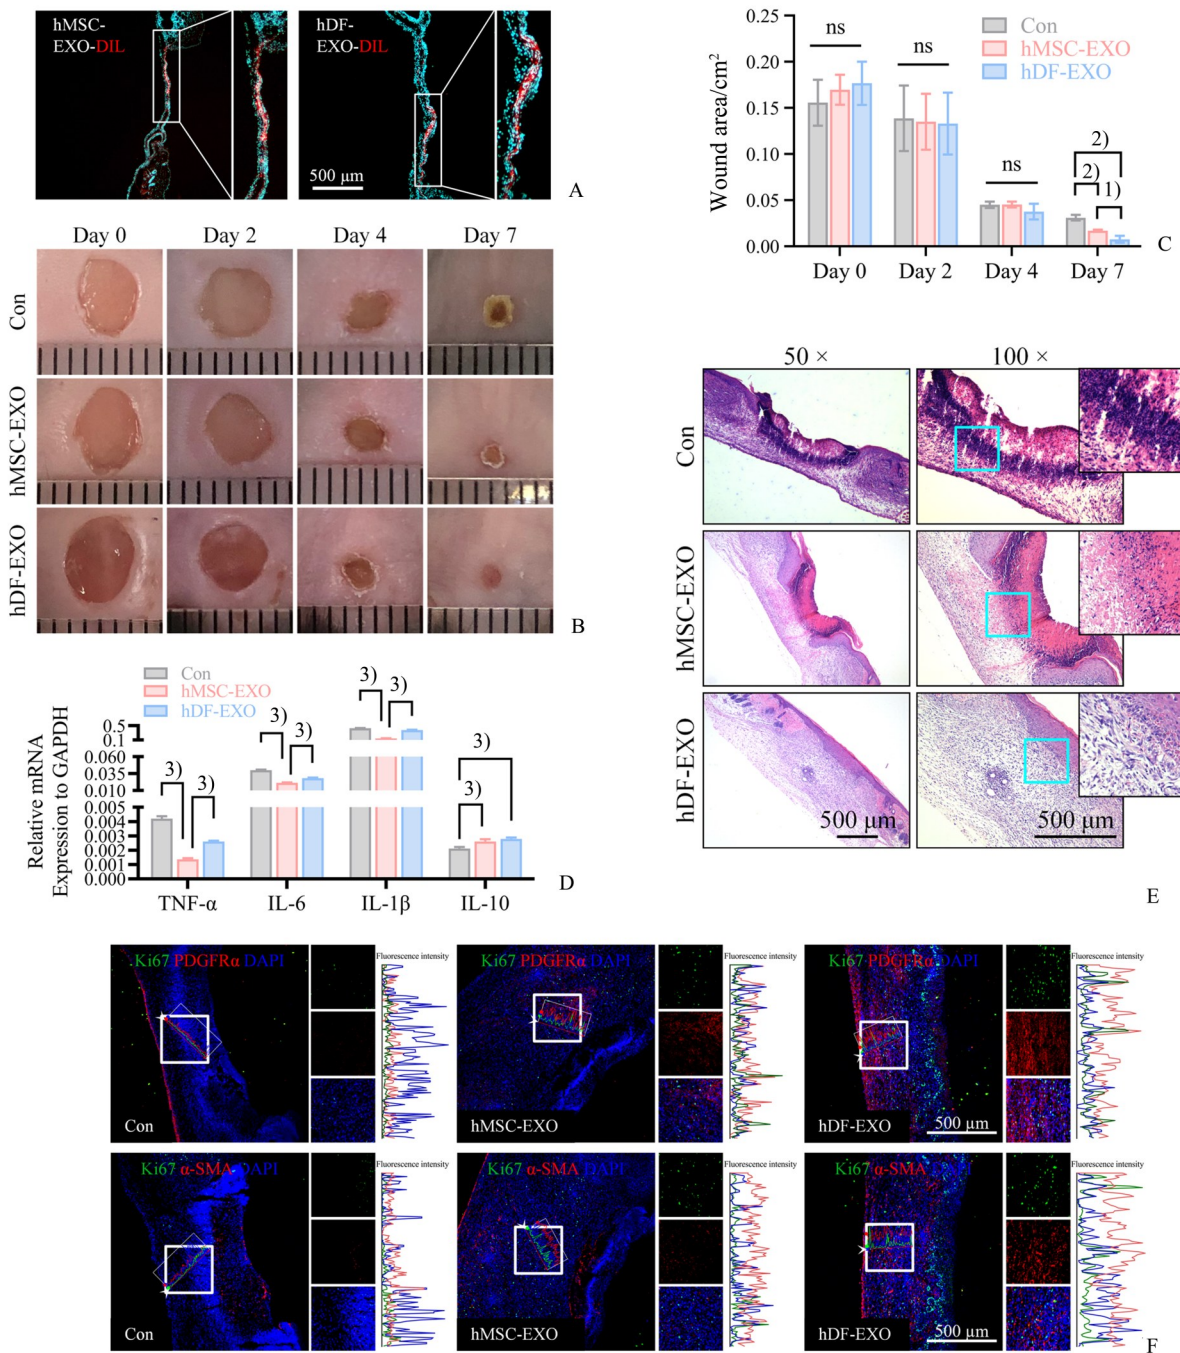 hMSC-
EXO-DIL
hDF-
EXO-DIL
500 μm
A
Day 0 Day 2 Day 4 Day 7
Con
hMSC-EXO
hDF-EXO
B
Wound area/cm²
0.25
0.20
0.15
0.10
0.05
0.00
Con
hMSC-EXO
hDF-EXO
ns
ns
ns
2)
2)
1)
Day 0 Day 2 Day 4 Day 7
C
Relative mRNA
Expression to GAPDH
Con
hMSC-EXO
hDF-EXO
0.5
0.1
0.060
0.035
0.010
0.005
0.004
0.003
0.002
0.001
0.000
3) 3)
3) 3)
3) 3)
3)
3)
TNF-α IL-6 IL-1β IL-10
D
50 × 100 ×
Con
hMSC-EXO
hDF-EXO
500 μm 500 μm
E
Ki67 PDGFRα DAPI
Fluorescence intensity
Con
Ki67 PDGFRα DAPI
Fluorescence intensity
hMSC-EXO
Ki67 PDGFRα DAPI
Fluorescence intensity
hDF-EXO
500 μm
Ki67 α-SMA DAPI
Fluorescence intensity
Con
Ki67 α-SMA DAPI
Fluorescence intensity
hMSC-EXO
Ki67 α-SMA DAPI
Fluorescence intensity
hDF-EXO
500 μm
F